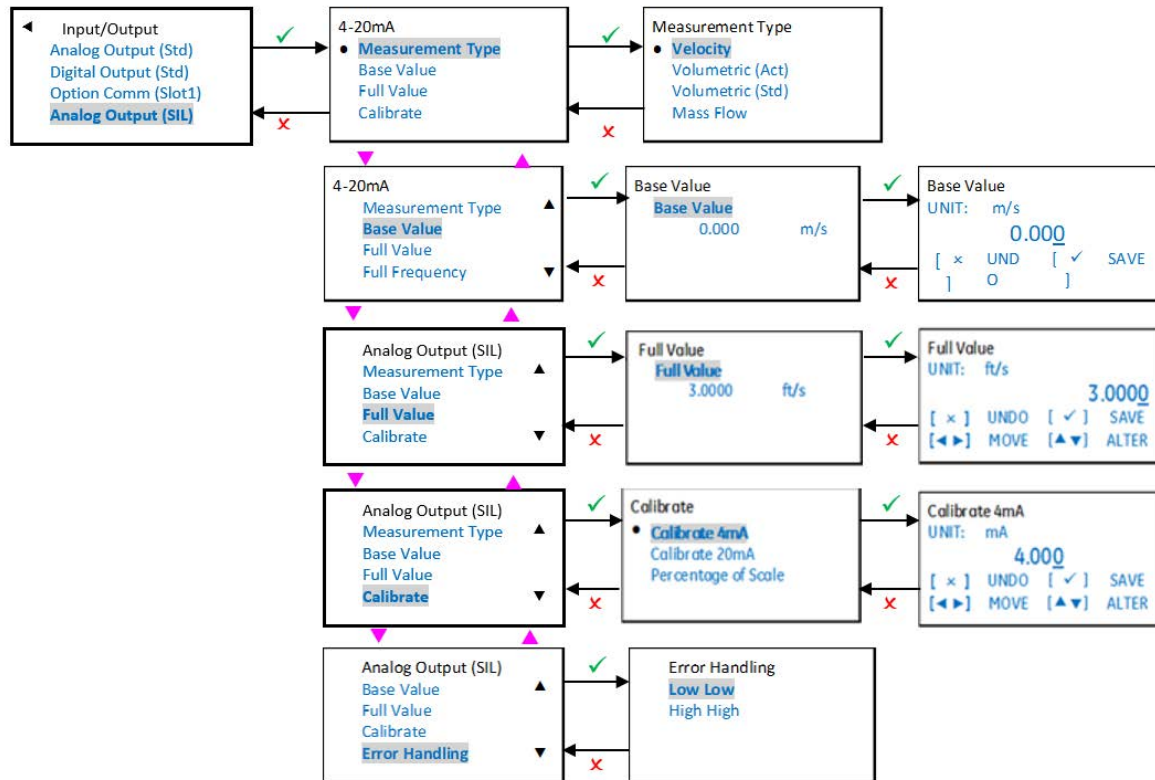 Input/Output
Analog Output (Std)
Digital Output (Std)
Option Comm (Slot1)
Analog Output (SIL)
4-20mA
Measurement Type
Base Value
Full Value
Calibrate
Measurement Type
Velocity
Volumetric (Act)
Volumetric (Std)
Mass Flow
4-20mA
Measurement Type
Base Value
Full Value
Full Frequency
Base Value
Base Value
0.000 m/s
Base Value
UNIT: m/s
0.000
[ × UND [ ✓ SAVE
] O ]
Analog Output (SIL)
Measurement Type
Base Value
Full Value
Calibrate
Full Value
Full Value
3.0000 ft/s
Full Value
UNIT: ft/s
3.0000
[ × ] UNDO [ ✓ ] SAVE
[◄ ►] MOVE [▲ ▼] ALTER
Analog Output (SIL)
Measurement Type
Base Value
Full Value
Calibrate
Calibrate
Calibrate 4mA
Calibrate 20mA
Percentage of Scale
Calibrate 4mA
UNIT: mA
4.000
[ × ] UNDO [ ✓ ] SAVE
[◄ ►] MOVE [▲ ▼] ALTER
Analog Output (SIL)
Base Value
Full Value
Calibrate
Error Handling
Error Handling
Low Low
High High